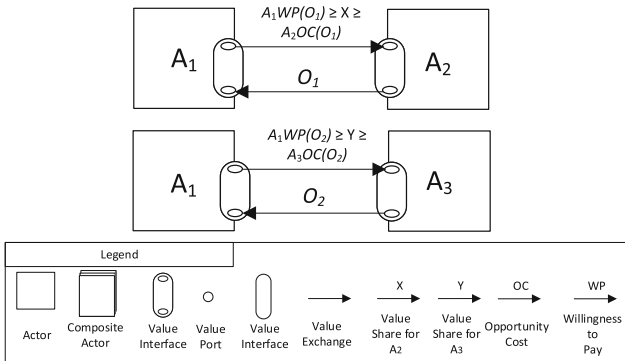 A₁WP(O₁) ≥ X ≥
A₂OC(O₁)
A₁
A₂
O₁
A₁WP(O₂) ≥ Y ≥
A₃OC(O₂)
A₁
A₃
O₂
Legend
X
Y
OC
WP
Actor
Composite
Actor
Value
Interface
Value
Port
Value
Interface
Value
Exchange
Value
Share for
A2
Value
Share for
A3
Opportunity
Cost
Willingness
to
Pay